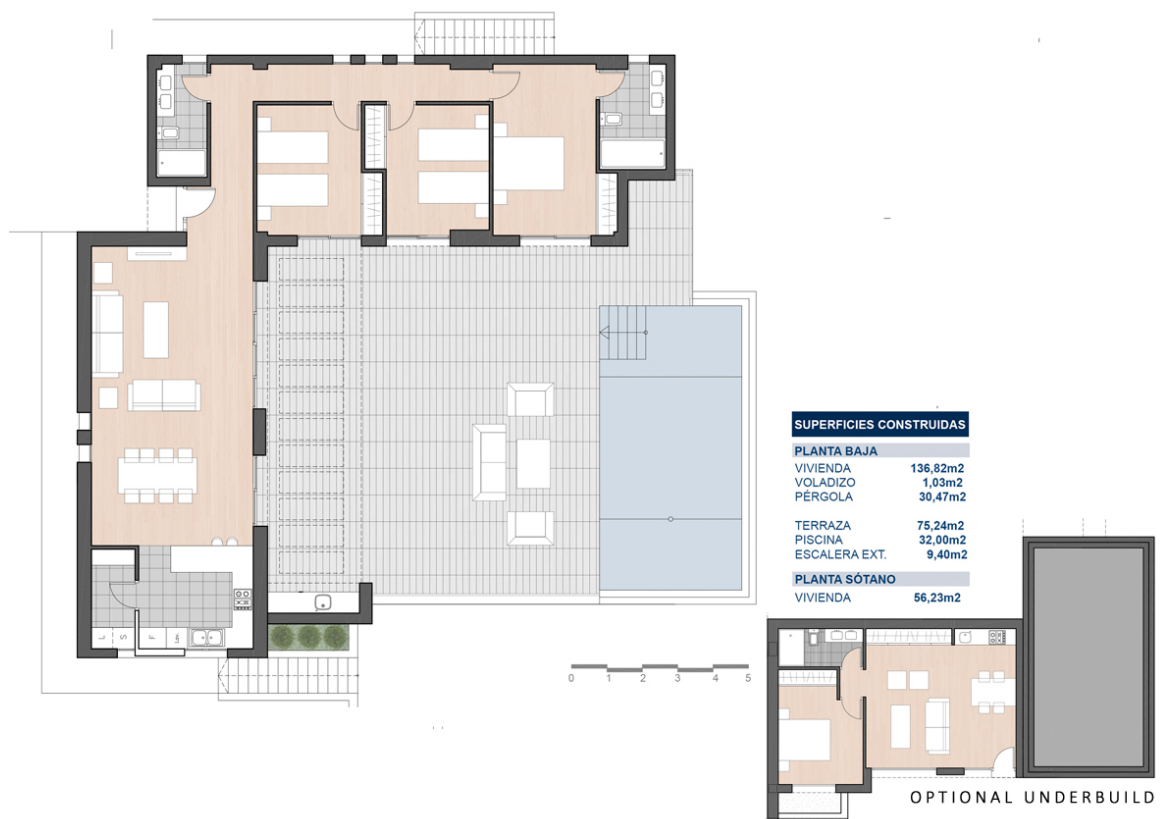 SUPERFICIES CONSTRUIDAS
PLANTA BAJA
VIVIENDA 136,82m2
VOLADIZO 1,03m2
PÉRGOLA 30,47m2
TERRAZA 75,24m2
PISCINA 32,00m2
ESCALERA EXT. 9,40m2
PLANTA SÓTANO
VIVIENDA 56,23m2
L S F Lav.
0 1 2 3 4 5
OPTIONAL UNDERBUILD